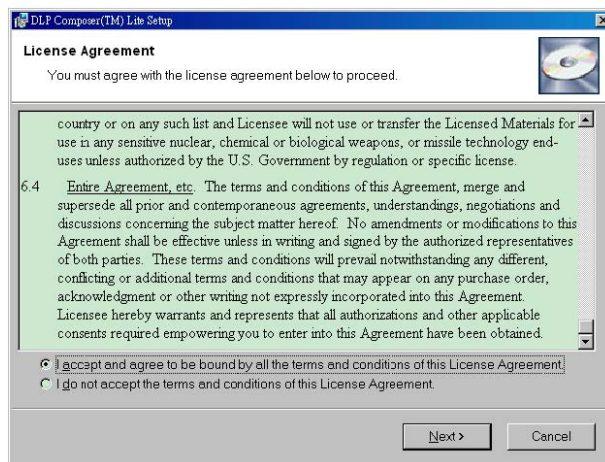 DLP Composer(TM) Lite Setup
License Agreement
You must agree with the license agreement below to proceed.
country or on any such list and Licensee will not use or transfer the Licensed Materials for
use in any sensitive nuclear, chemical or biological weapons, or missile technology end-
uses unless authorized by the U.S. Government by regulation or specific license.
6.4 Entire Agreement, etc. The terms and conditions of this Agreement, merge and
supersede all prior and contemporaneous agreements, understandings, negotiations and
discussions concerning the subject matter hereof. No amendments or modifications to this
Agreement shall be effective unless in writing and signed by the authorized representatives
of both parties. These terms and conditions will prevail notwithstanding any different,
conflicting or additional terms and conditions that may appear on any purchase order,
acknowledgment or other writing not expressly incorporated into this Agreement.
Licensee hereby warrants and represents that all authorizations and other applicable
consents required empowering you to enter into this Agreement have been obtained.
I accept and agree to be bound by all the terms and conditions of this License Agreement.
I do not accept the terms and conditions of this License Agreement.
Next >
Cancel